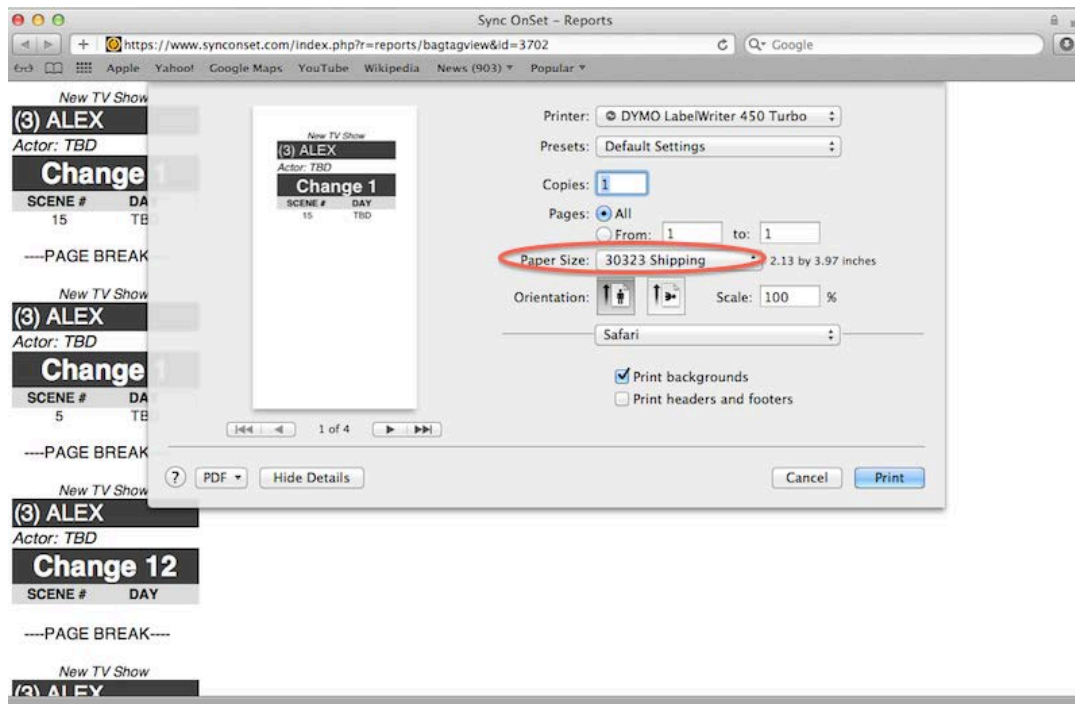 Sync OnSet – Reports
https://www.synconset.com/index.php?r=reports/bagtagview&id=3702
Google
Apple Yahoo! Google Maps YouTube Wikipedia News (903) Popular
New TV Show
(3) ALEX
Actor: TBD
Change 1
SCENE # DA
15 TB
----PAGE BREAK
New TV Show
(3) ALEX
Actor: TBD
Change 1
SCENE # DA
5 TB
----PAGE BREAK
New TV Show
(3) ALEX
Actor: TBD
Change 12
SCENE # DAY
----PAGE BREAK----
New TV Show
(3) ALEX
New TV Show
(3) ALEX
Actor: TBD
Change 1
SCENE # DAY
15 TBD
1 of 4
Printer: DYMO LabelWriter 450 Turbo
Presets: Default Settings
Copies: 1
Pages: All
From: 1 to: 1
Paper Size: 30323 Shipping 2.13 by 3.97 inches
Orientation: Scale: 100 %
Safari
Print backgrounds
Print headers and footers
? PDF Hide Details Cancel Print